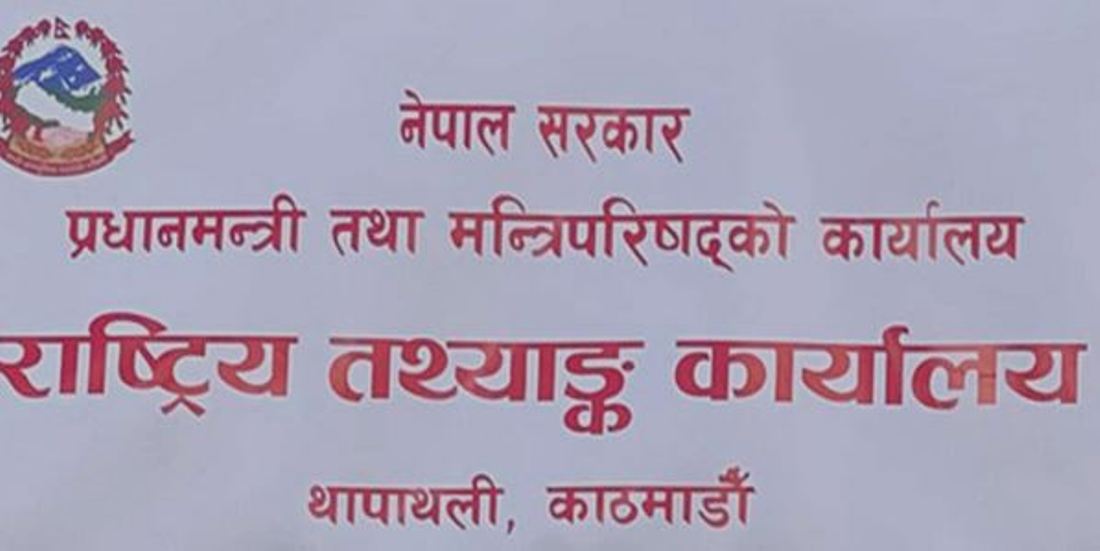 नेपाल सरकार
प्रधानमन्त्री तथा मन्त्रिपरिषद्को कार्यालय
राष्ट्रिय तथ्याङ्क कार्यालय
थापाथली, काठमाडौँ